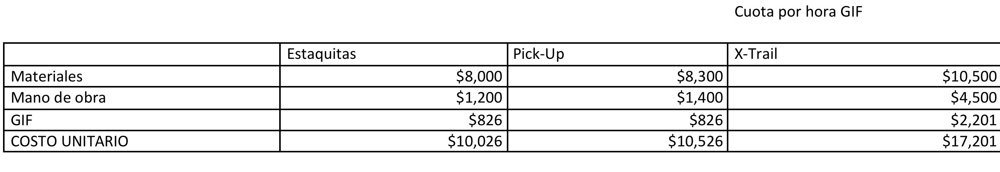 Cuota por hora GIF
Estaquitas Pick-Up X-Trail
Materiales $8,000 $8,300 $10,500
Mano de obra $1,200 $1,400 $4,500
GIF $826 $826 $2,201
COSTO UNITARIO $10,026 $10,526 $17,201